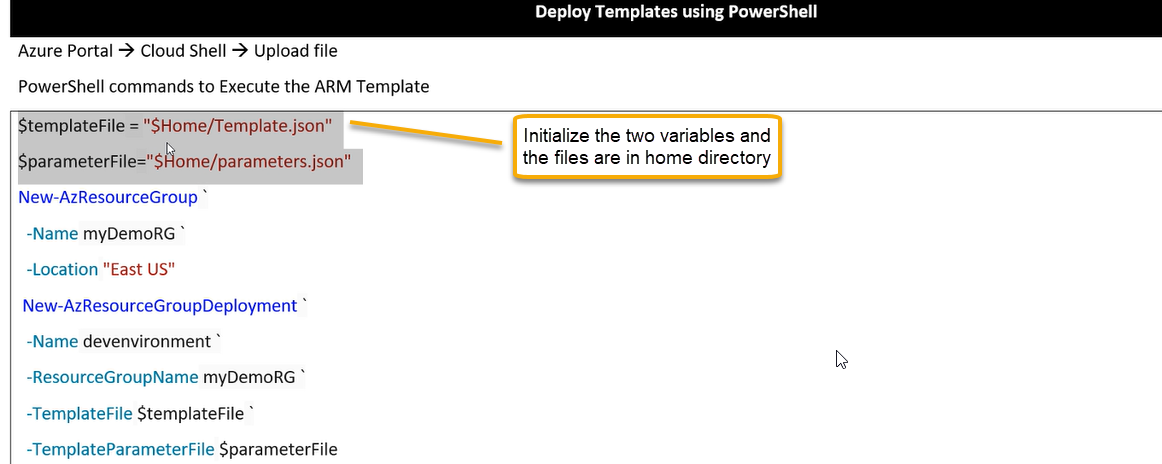 Deploy Templates using PowerShell
Azure Portal → Cloud Shell → Upload file
PowerShell commands to Execute the ARM Template
$templateFile = "$Home/Template.json"
$parameterFile="$Home/parameters.json"
Initialize the two variables and
the files are in home directory
New-AzResourceGroup `
-Name myDemoRG `
-Location "East US"
New-AzResourceGroupDeployment `
-Name devenvironment `
-ResourceGroupName myDemoRG `
-TemplateFile $templateFile `
-TemplateParameterFile $parameterFile